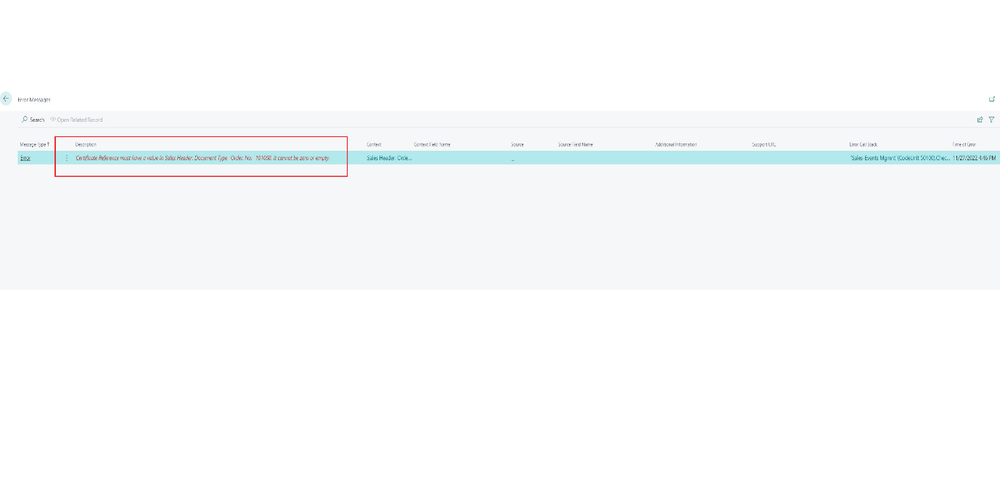 Error Messages
Search Open Related Record
Message Type ↑ Description Context Context Field Name Source Source Field Name Additional Information Support URL Error Call Stack Time of Error
Error Certificate Reference must have a value in Sales Header: Document Type=Order, No.=101008. It cannot be zero or empty. Sales Header: Orde... _ "Sales-Events Mgmnt"(CodeUnit 50100).Chec... 11/27/2022 4:46 PM